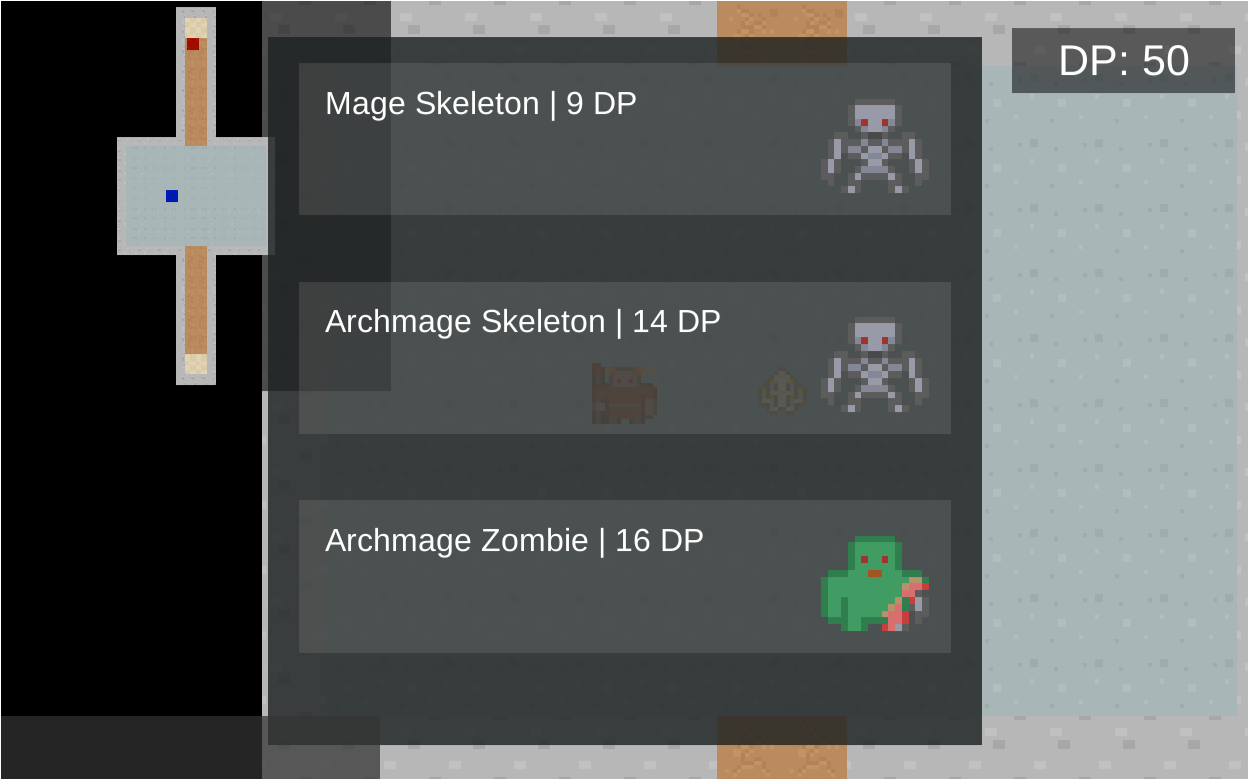 DP: 50
Mage Skeleton | 9 DP
Archmage Skeleton | 14 DP
Archmage Zombie | 16 DP